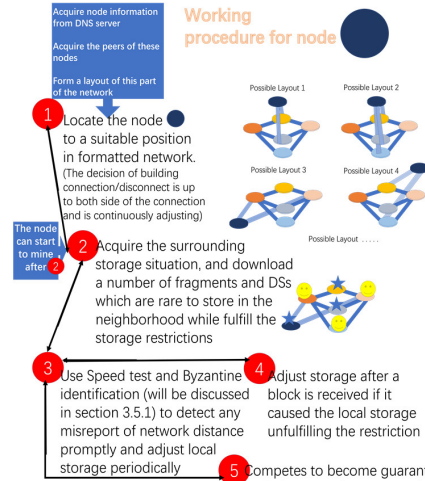 Acquire node information
from DNS server
Acquire the peers of these
nodes
Form a layout of this part
of the network
Working
procedure for node
1
Locate the node
to a suitable position
in formatted network.
(The decision of building
connection/disconnect is up
to both side of the connection
and is continuously adjusting)
Possible Layout 1
Possible Layout 2
Possible Layout 3
Possible Layout 4
Possible Layout ......
The node
can start
to mine
after 2
2
Acquire the surrounding
storage situation, and download
a number of fragments and DSs
which are rare to store in the
neighborhood while fulfill the
storage restrictions
3
Use Speed test and Byzantine
identification (will be discussed
in section 3.5.1) to detect any
misreport of network distance
promptly and adjust local
storage periodically
4
Adjust storage after a
block is received if it
caused the local storage
unfulfilling the restriction
5
Competes to become guarant